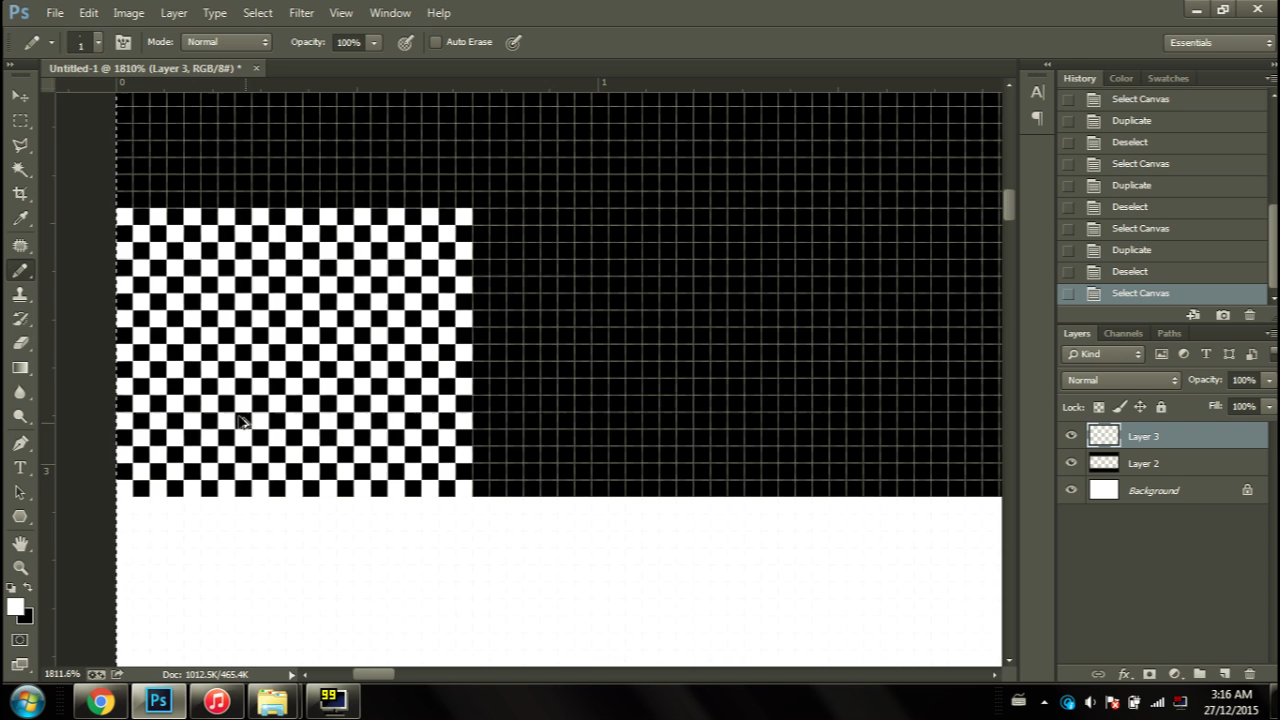 Ps File Edit Image Layer Type Select Filter View Window Help
1 Mode: Normal Opacity: 100% Auto Erase Essentials
Untitled-1 @ 1810% (Layer 3, RGB/8#) * ×
0 1
3
History Color Swatches
Select Canvas
Duplicate
Deselect
Select Canvas
Duplicate
Deselect
Select Canvas
Duplicate
Deselect
Select Canvas
Layers Channels Paths
Kind
Normal Opacity: 100%
Lock: Fill: 100%
Layer 3
Layer 2
Background
1811.6% Doc: 1012.5K/465.4K
Ps 99 3:16 AM
27/12/2015